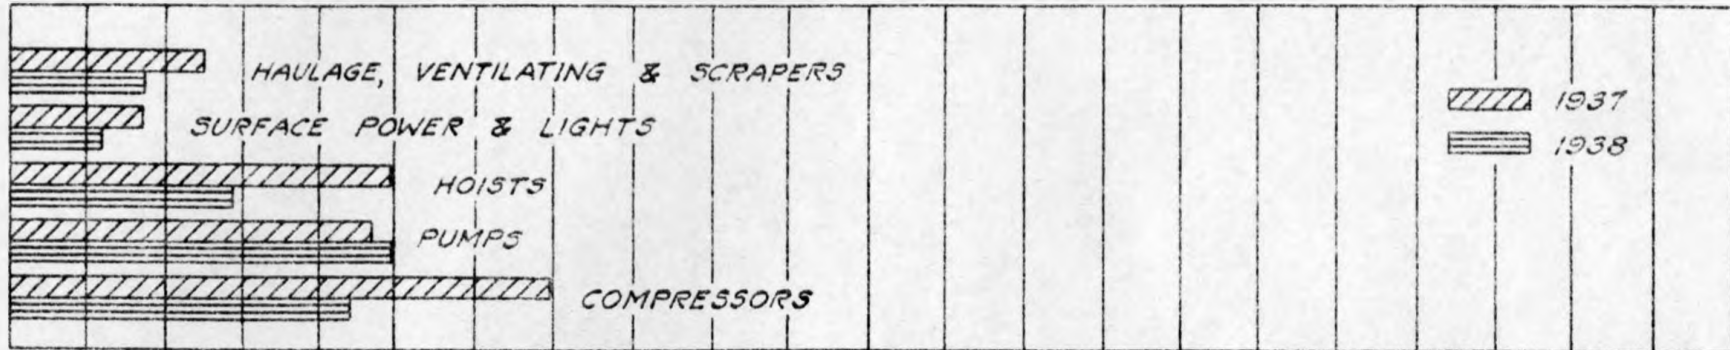 HAULAGE, VENTILATING & SCRAPERS
SURFACE POWER & LIGHTS
HOISTS
PUMPS
COMPRESSORS
1937
1938